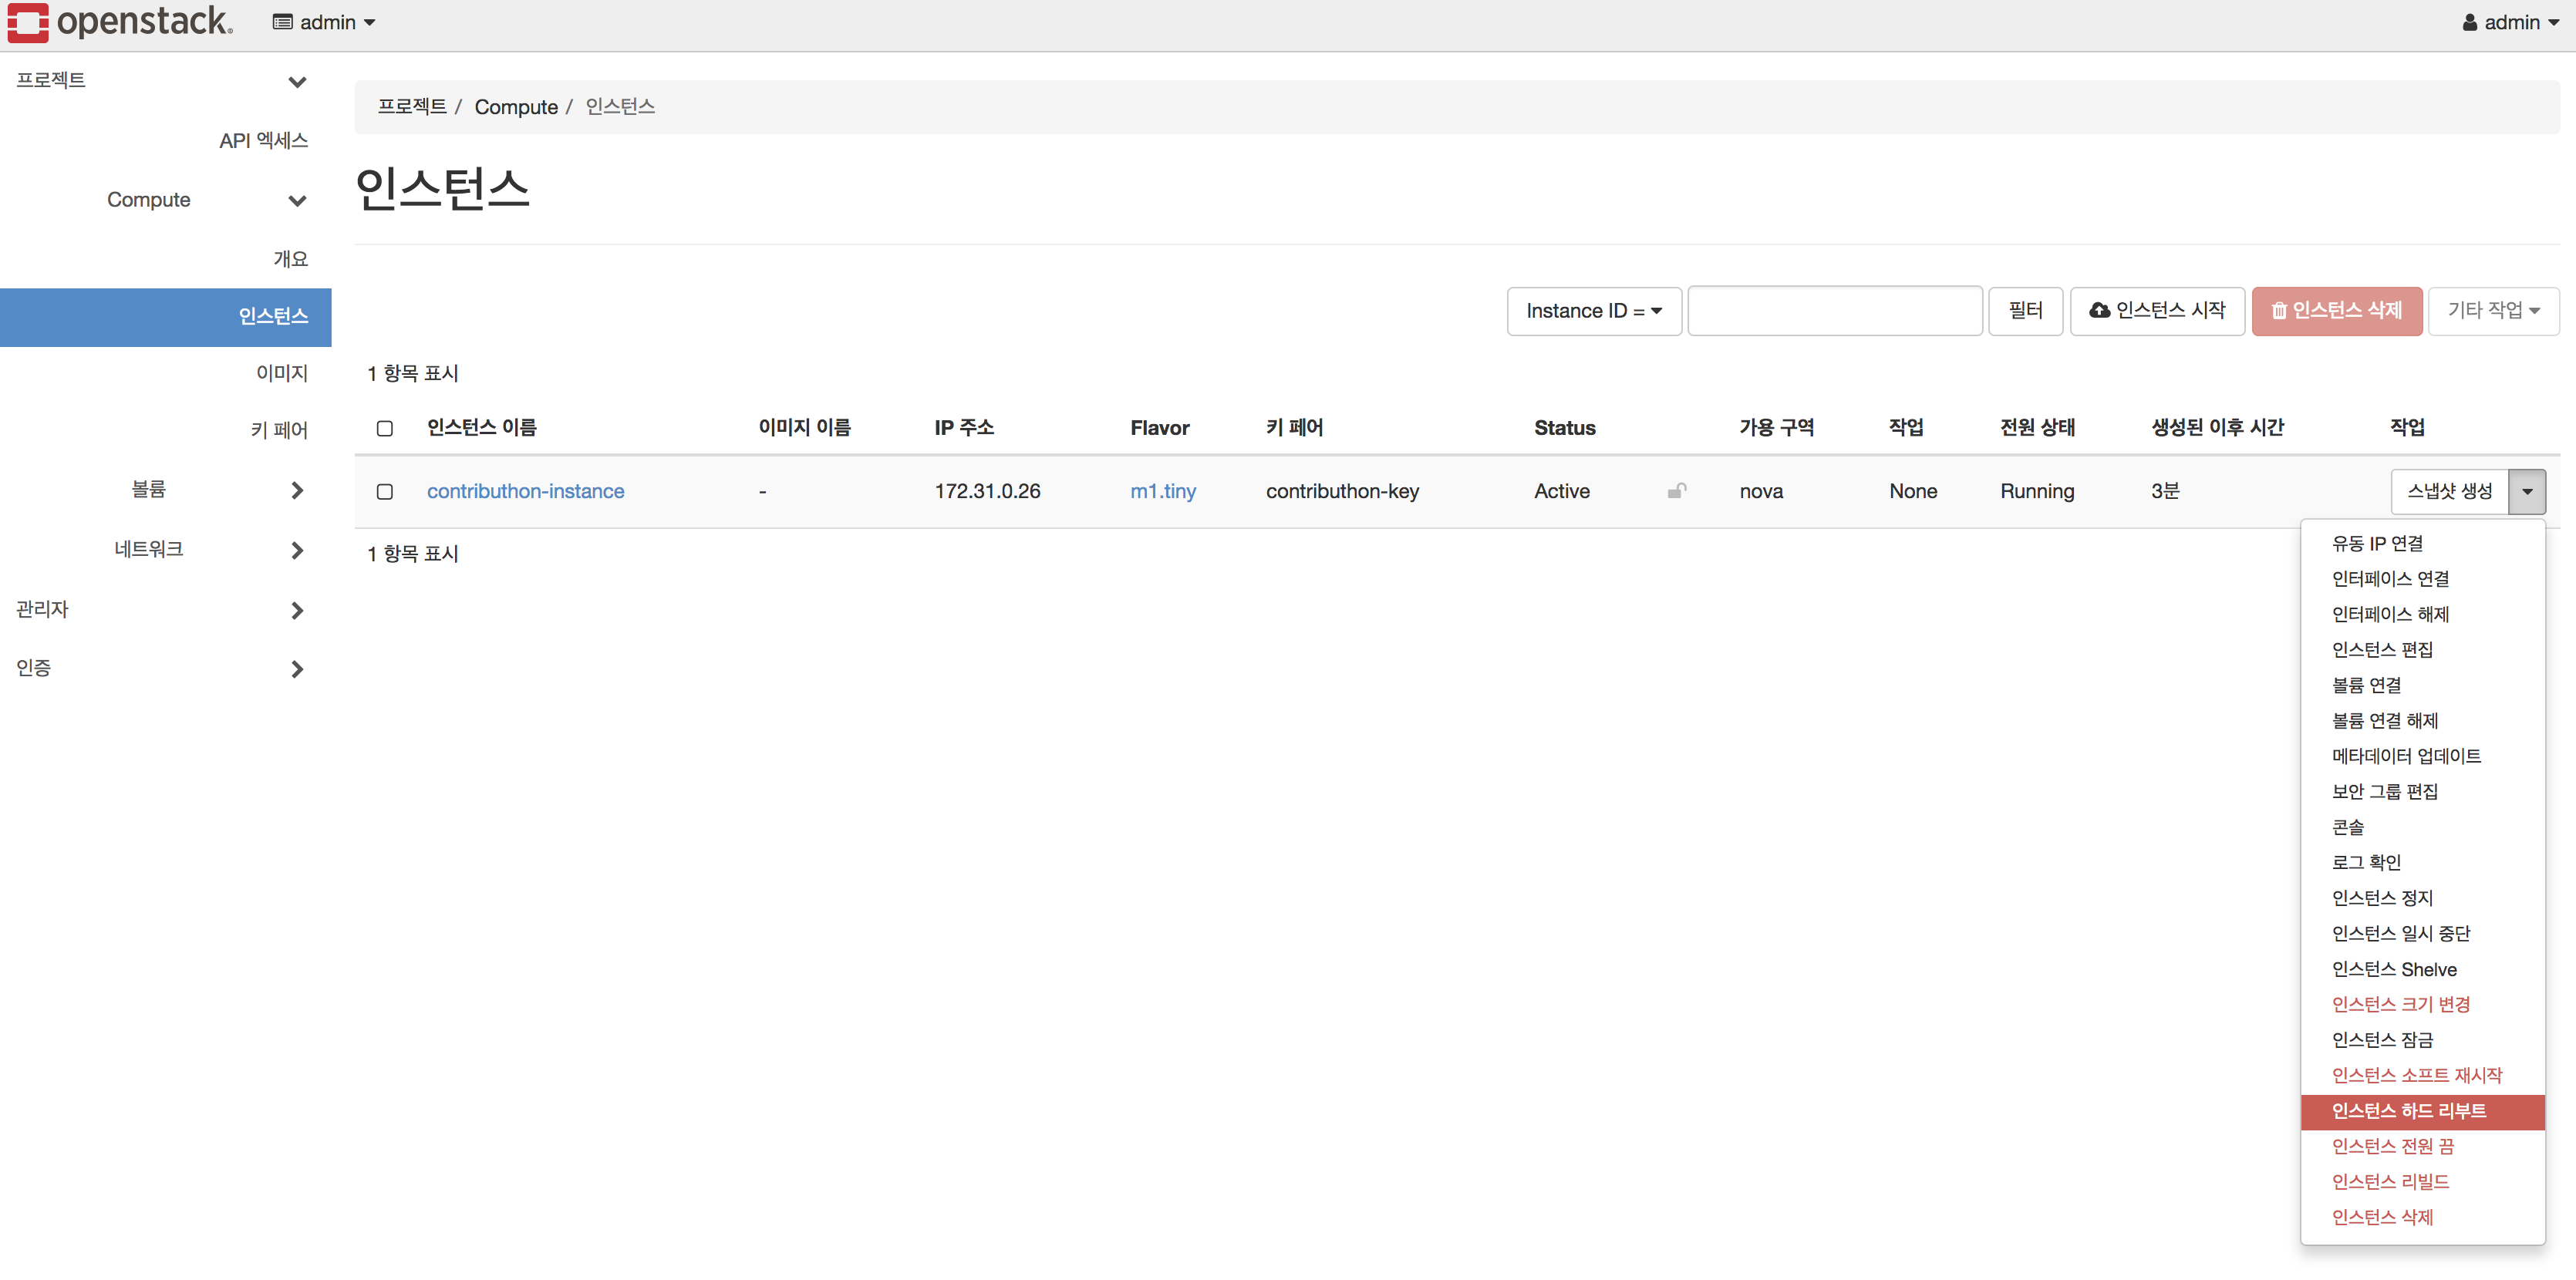 openstack.
admin
admin
프로젝트
API 엑세스
Compute
개요
인스턴스
이미지
키 페어
볼륨
네트워크
관리자
인증
프로젝트 / Compute / 인스턴스
인스턴스
Instance ID = 필터 인스턴스 시작 인스턴스 삭제 기타 작업
1 항목 표시
인스턴스 이름 이미지 이름 IP 주소 Flavor 키 페어 Status 가용 구역 작업 전원 상태 생성된 이후 시간 작업
contributhon-instance - 172.31.0.26 m1.tiny contributhon-key Active nova None Running 3분 스냅샷 생성
1 항목 표시
유동 IP 연결
인터페이스 연결
인터페이스 해제
인스턴스 편집
볼륨 연결
볼륨 연결 해제
메타데이터 업데이트
보안 그룹 편집
콘솔
로그 확인
인스턴스 정지
인스턴스 일시 중단
인스턴스 Shelve
인스턴스 크기 변경
인스턴스 잠금
인스턴스 소프트 재시작
인스턴스 하드 리부트
인스턴스 전원 끔
인스턴스 리빌드
인스턴스 삭제